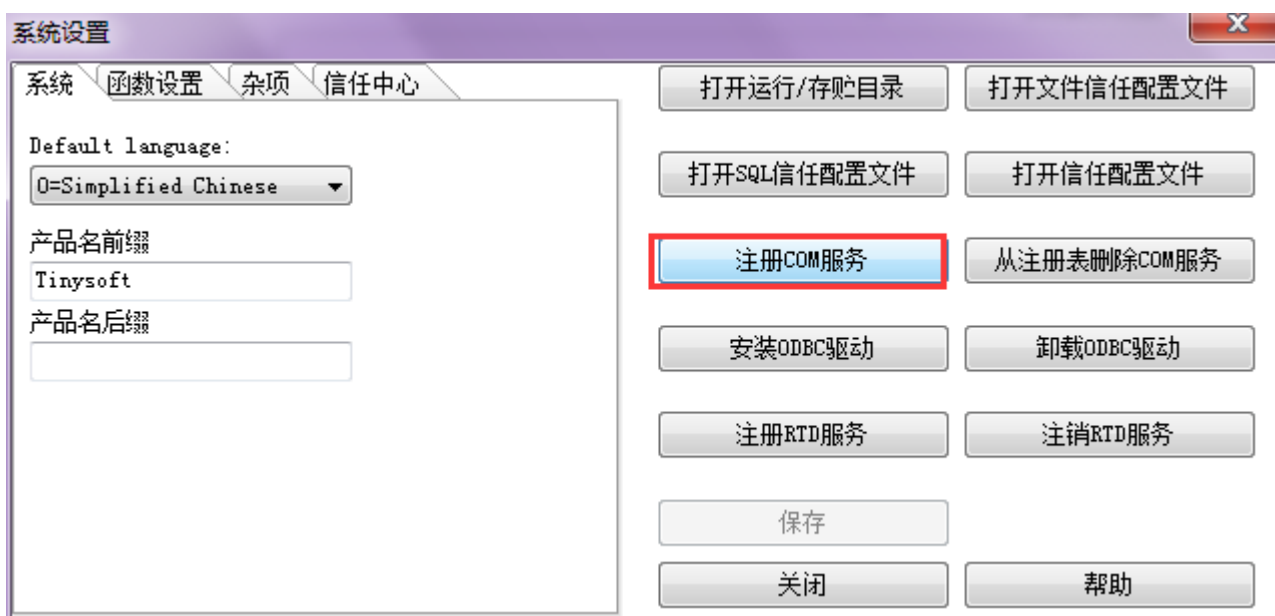 系统设置
系统 函数设置 杂项 信任中心
Default language:
0=Simplified Chinese
产品名前缀
Tinysoft
产品名后缀
打开运行/存贮目录 打开文件信任配置文件
打开SQL信任配置文件 打开信任配置文件
注册COM服务 从注册表删除COM服务
安装ODBC驱动 卸载ODBC驱动
注册RTD服务 注销RTD服务
保存
关闭 帮助